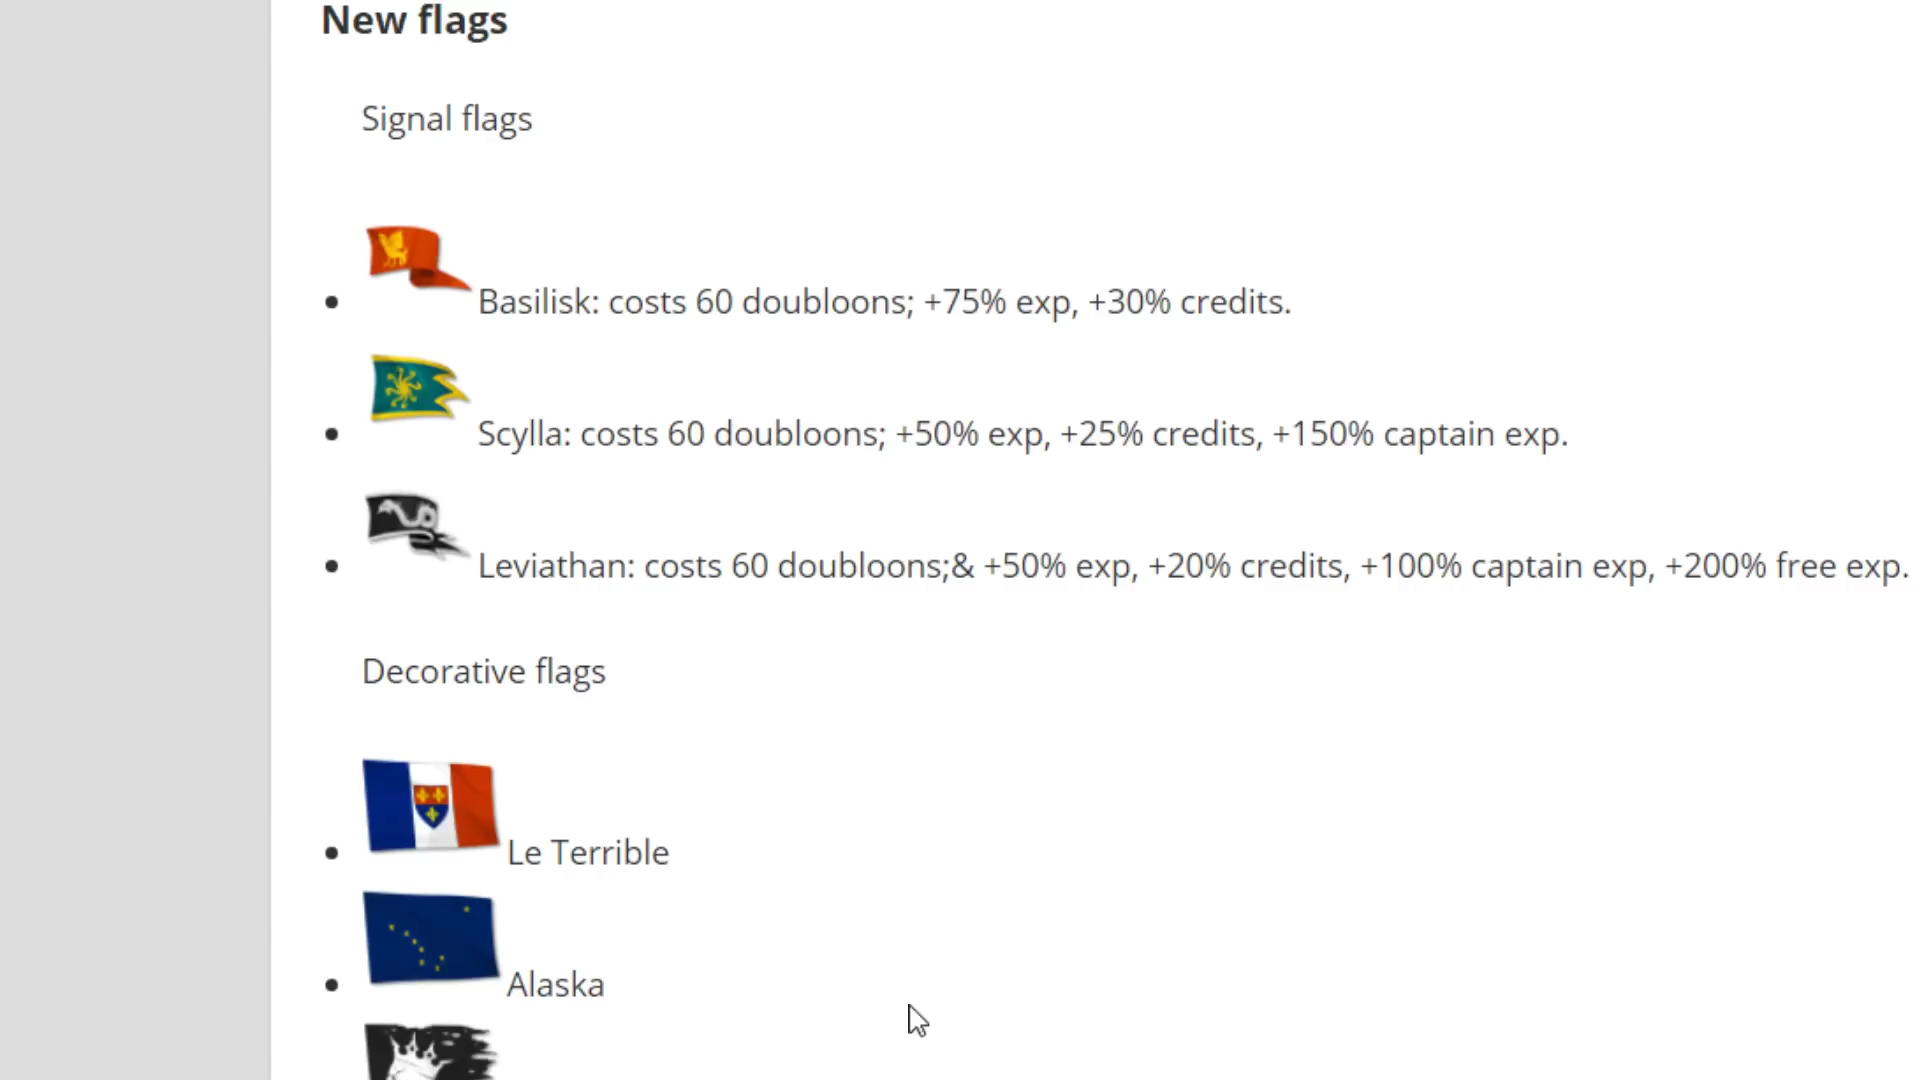 New flags
Signal flags
Basilisk: costs 60 doubloons; +75% exp, +30% credits.
Scylla: costs 60 doubloons; +50% exp, +25% credits, +150% captain exp.
Leviathan: costs 60 doubloons;& +50% exp, +20% credits, +100% captain exp, +200% free exp.
Decorative flags
Le Terrible
Alaska